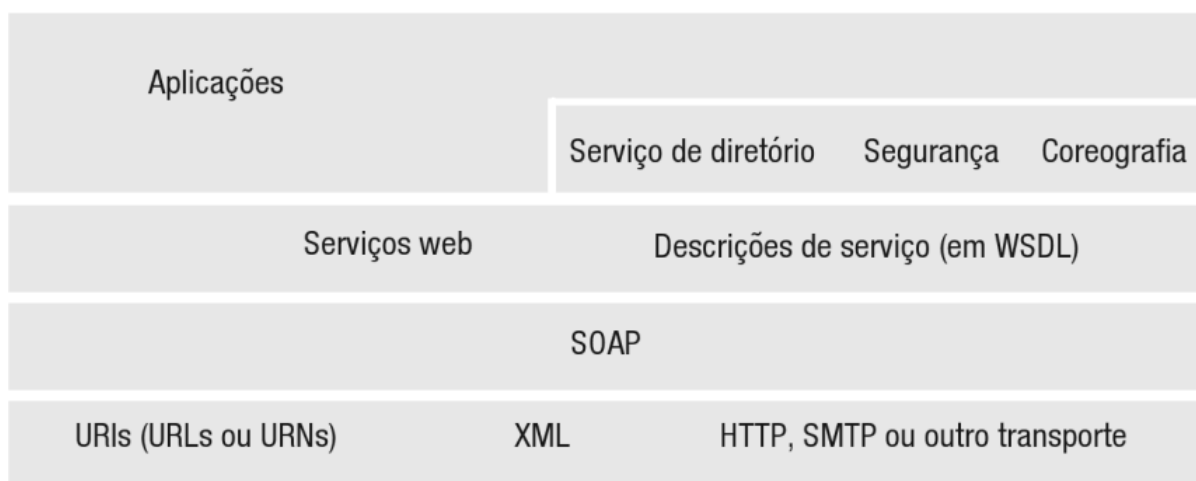 Aplicações
Serviço de diretório Segurança Coreografia
Serviços web Descrições de serviço (em WSDL)
SOAP
URIs (URLs ou URNs) XML HTTP, SMTP ou outro transporte